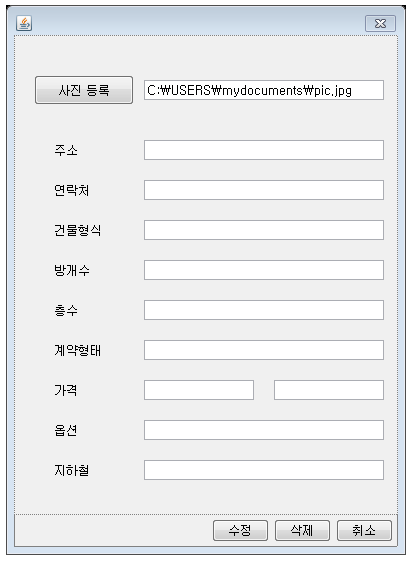 사진 등록 C:₩USERS₩mydocuments₩pic.jpg
주소
연락처
건물형식
방개수
층수
계약형태
가격
옵션
지하철
수정 삭제 취소